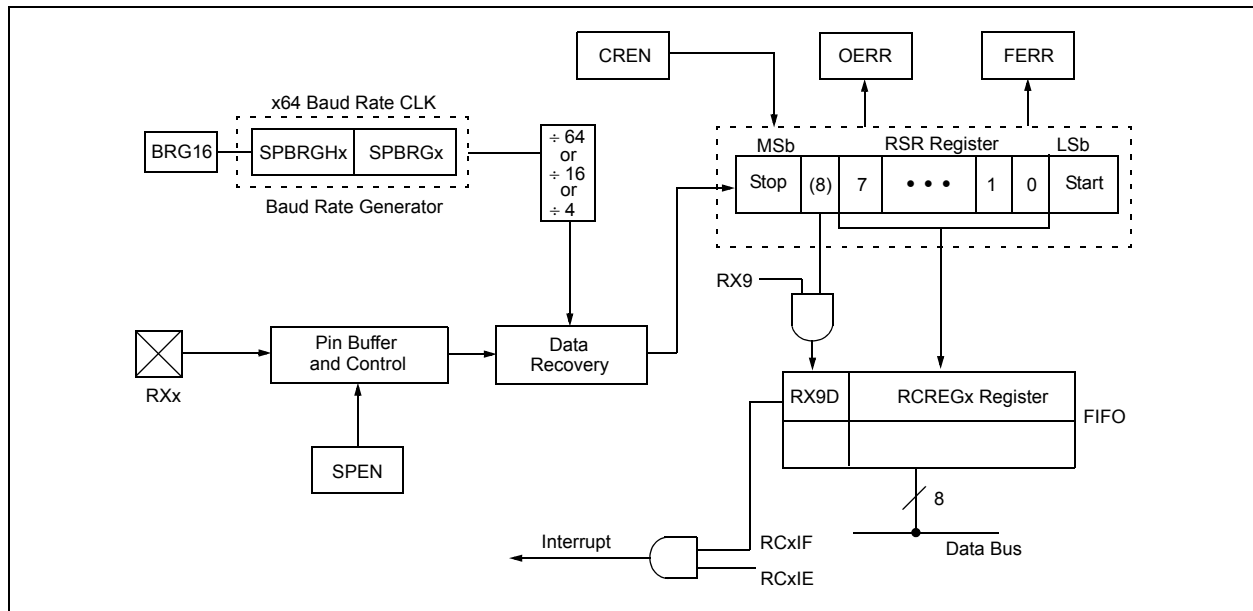 CREN
OERR
FERR
x64 Baud Rate CLK
BRG16
SPBRGHx
SPBRGx
Baud Rate Generator
÷ 64
or
÷ 16
or
÷ 4
MSb
RSR Register
LSb
Stop
(8)
7
• • •
1
0
Start
RX9
RXx
Pin Buffer
and Control
Data
Recovery
SPEN
RX9D
RCREGx Register
FIFO
8
Data Bus
Interrupt
RCxIF
RCxIE